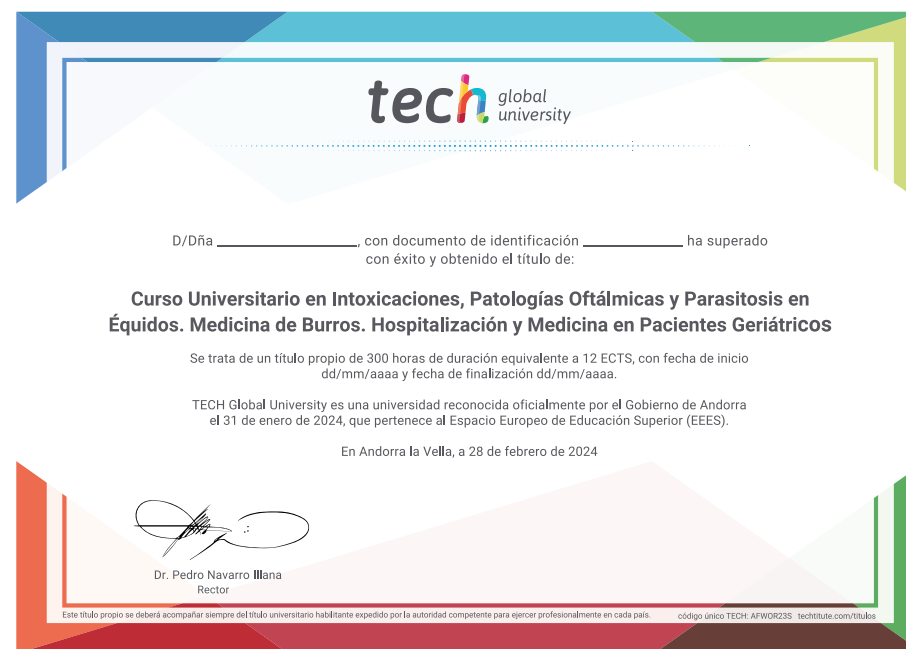 tech global university
D/Dña ____________________, con documento de identificación ______________ ha superado
con éxito y obtenido el título de:
Curso Universitario en Intoxicaciones, Patologías Oftálmicas y Parasitosis en
Équidos. Medicina de Burros. Hospitalización y Medicina en Pacientes Geriátricos
Se trata de un título propio de 300 horas de duración equivalente a 12 ECTS, con fecha de inicio
dd/mm/aaaa y fecha de finalización dd/mm/aaaa.
TECH Global University es una universidad reconocida oficialmente por el Gobierno de Andorra
el 31 de enero de 2024, que pertenece al Espacio Europeo de Educación Superior (EEES).
En Andorra la Vella, a 28 de febrero de 2024
Dr. Pedro Navarro Illana
Rector
Este título propio se deberá acompañar siempre del título universitario habilitante expedido por la autoridad competente para ejercer profesionalmente en cada país.
código único TECH: AFWOR23S techtitute.com/titulos